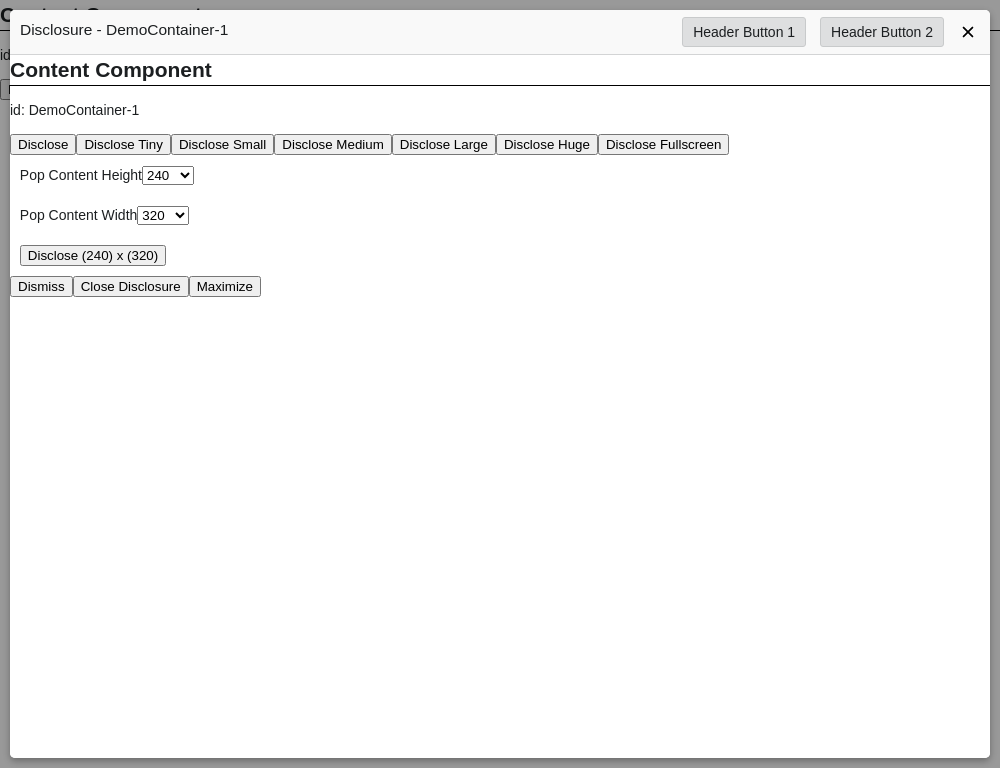 Disclosure - DemoContainer-1 Header Button 1 Header Button 2 ✕
Content Component
id: DemoContainer-1
Disclose Disclose Tiny Disclose Small Disclose Medium Disclose Large Disclose Huge Disclose Fullscreen
Pop Content Height 240
Pop Content Width 320
Disclose (240) x (320)
Dismiss Close Disclosure Maximize